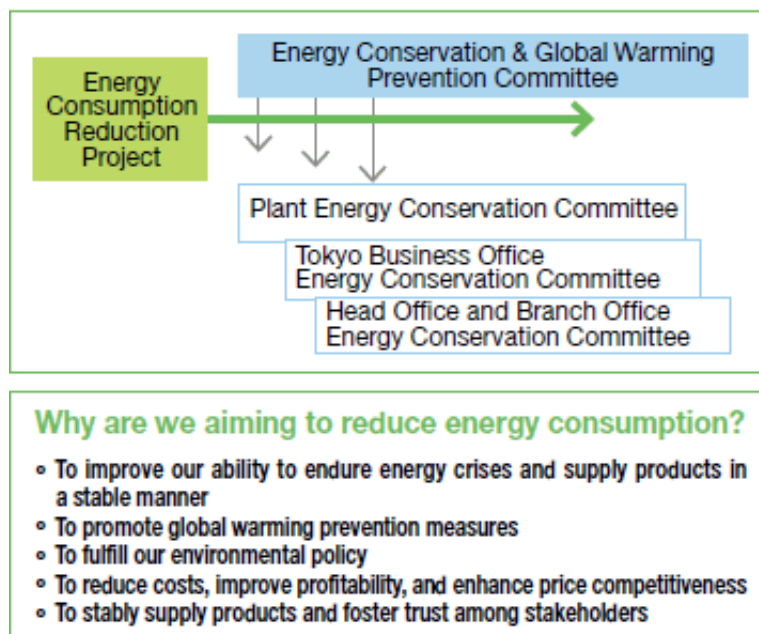 Energy Conservation & Global Warming
Prevention Committee
Energy
Consumption
Reduction
Project
Plant Energy Conservation Committee
Tokyo Business Office
Energy Conservation Committee
Head Office and Branch Office
Energy Conservation Committee
Why are we aiming to reduce energy consumption?
• To improve our ability to endure energy crises and supply products in
a stable manner
• To promote global warming prevention measures
• To fulfill our environmental policy
• To reduce costs, improve profitability, and enhance price competitiveness
• To stably supply products and foster trust among stakeholders